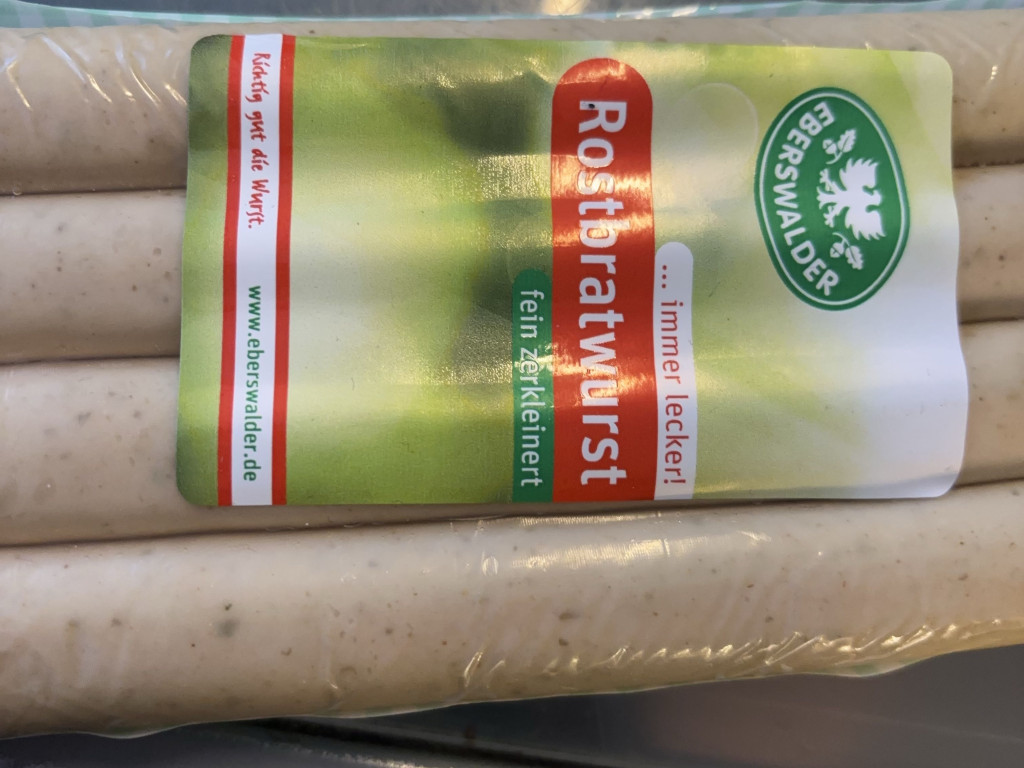 EBERSWALDER
... immer lecker!
Rostbratwurst
fein zerkleinert
Richtig gut die Wurst. www.eberswalder.de